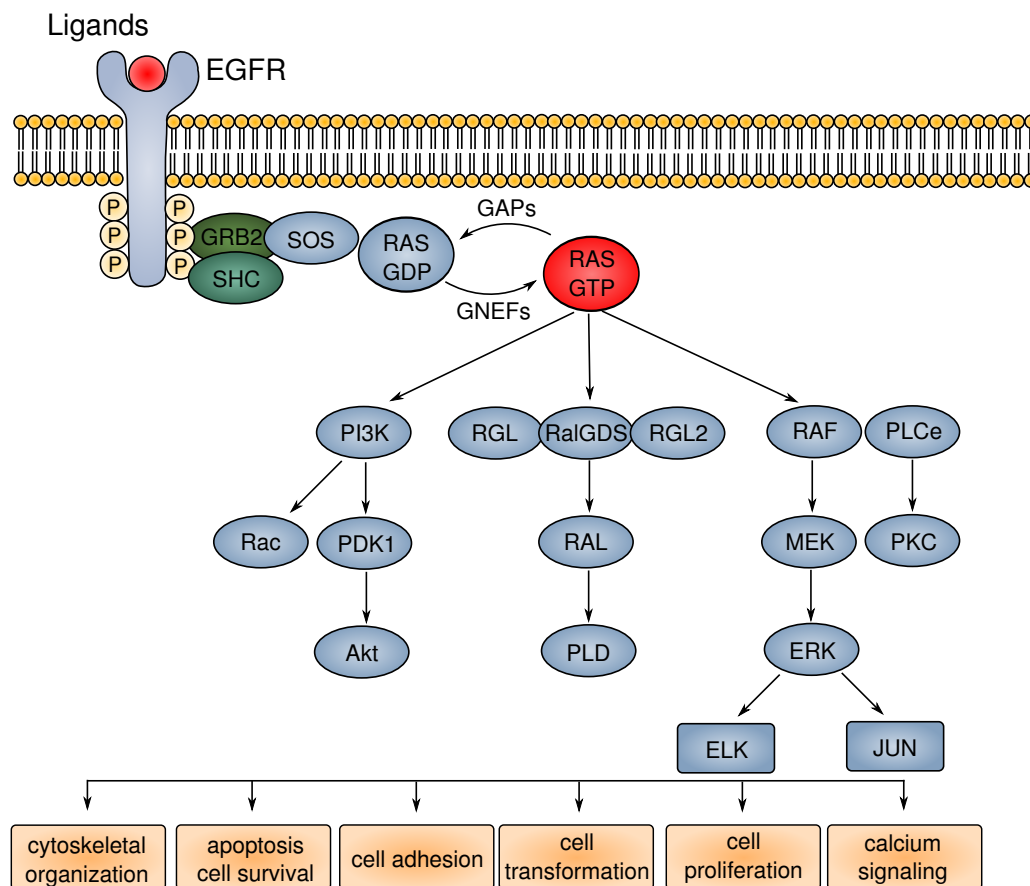 Ligands
EGFR
P
P
P
P
P
P
GRB2
SOS
SHC
RAS
GDP
GAPs
GNEFs
RAS
GTP
PI3K
RGL
RalGDS
RGL2
RAF
PLCe
Rac
PDK1
RAL
MEK
PKC
Akt
PLD
ERK
ELK
JUN
cytoskeletal
organization
apoptosis
cell survival
cell adhesion
cell
transformation
cell
proliferation
calcium
signaling